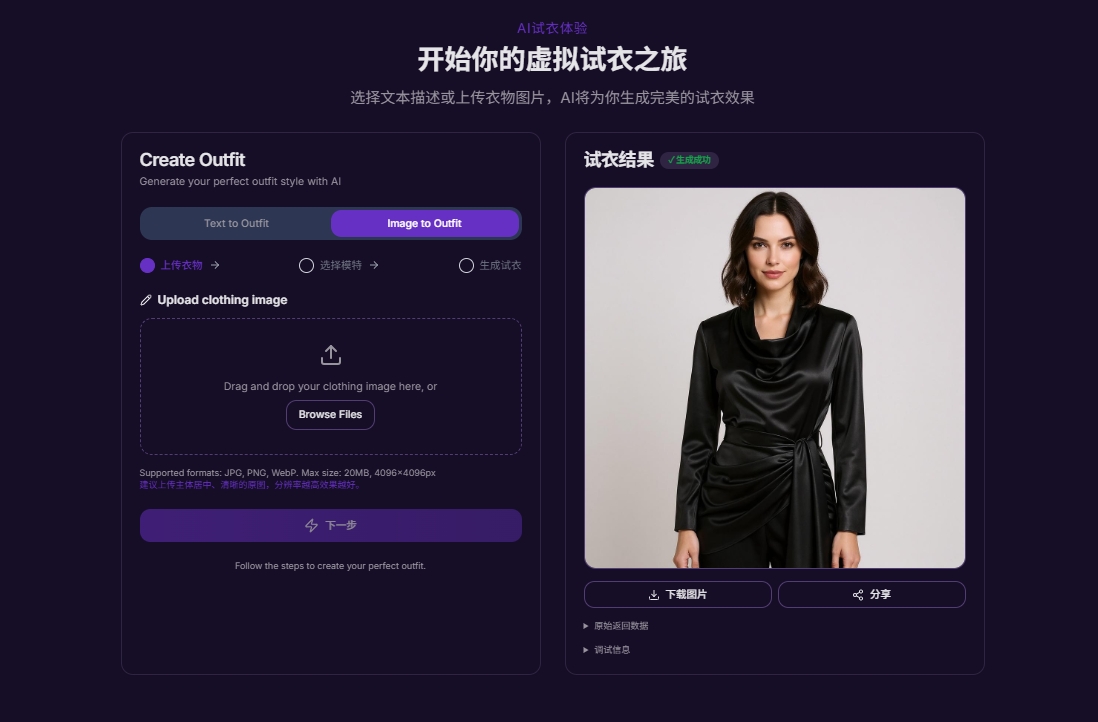 AI试衣体验
开始你的虚拟试衣之旅
选择文本描述或上传衣物图片，AI将为你生成完美的试衣效果
Create Outfit
Generate your perfect outfit style with AI
Text to Outfit
Image to Outfit
上传衣物 →
选择模特 →
生成试衣
Upload clothing image
Drag and drop your clothing image here, or
Browse Files
Supported formats: JPG, PNG, WebP. Max size: 20MB, 4096×4096px
建议上传主体居中、清晰的原图，分辨率越高效果越好。
下一步
Follow the steps to create your perfect outfit.
试衣结果
✓生成成功
下载图片
分享
▶ 原始返回数据
▶ 调试信息